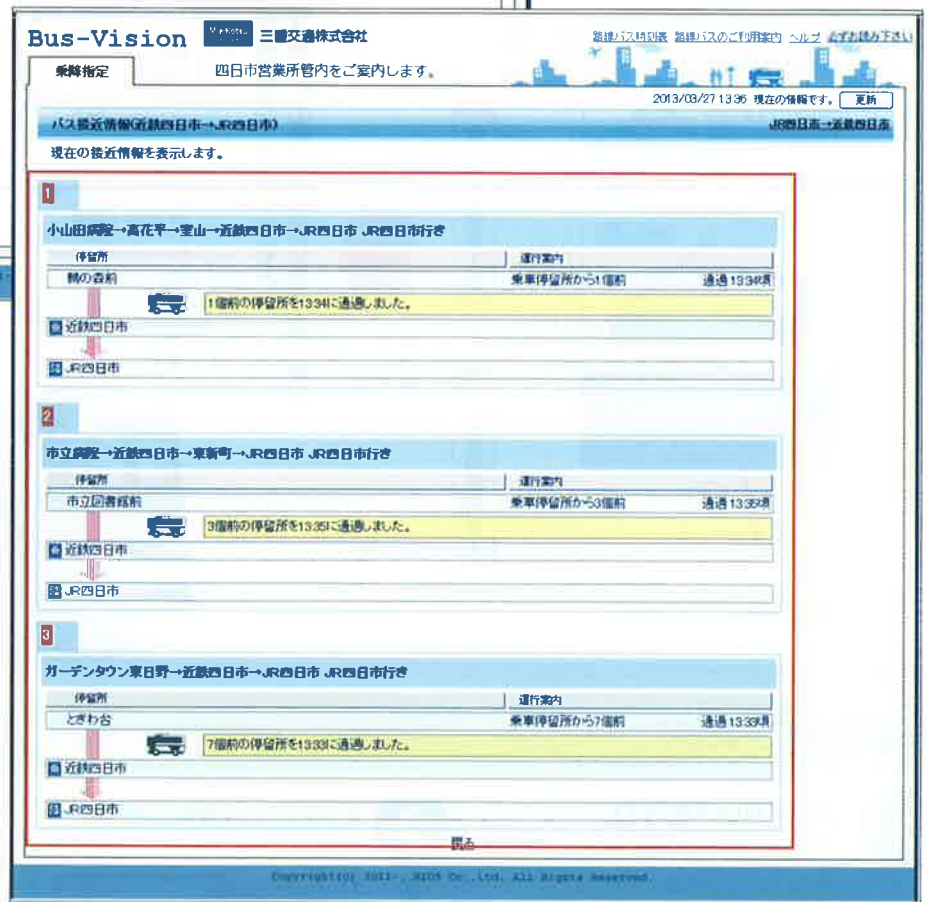 Bus-Vision 三重交通株式会社
路線バス時刻表 路線バスのご利用案内 ヘルプ 必ずお読み下さい
乗降指定
四日市営業所管内をご案内します。
2013/03/27 13:36 現在の情報です。 更新
バス接近情報(近鉄四日市→JR四日市)
JR四日市→近鉄四日市
現在の接近情報を表示します。
1
小山田病院→高花平→室山→近鉄四日市→JR四日市 JR四日市行き
停留所 運行案内
鵜の森前 乗車停留所から1個前 通過 13:34頃
1個前の停留所を13:34に通過しました。
近鉄四日市
JR四日市
2
市立病院→近鉄四日市→東新町→JR四日市 JR四日市行き
停留所 運行案内
市立図書館前 乗車停留所から3個前 通過 13:35頃
3個前の停留所を13:35に通過しました。
近鉄四日市
JR四日市
3
ガーデンタウン東日野→近鉄四日市→JR四日市 JR四日市行き
停留所 運行案内
ときわ台 乗車停留所から7個前 通過 13:33頃
7個前の停留所を13:33に通過しました。
近鉄四日市
JR四日市
戻る
Copyright(c) 2011-, RIOS Co.,Ltd. All Rights Reserved.